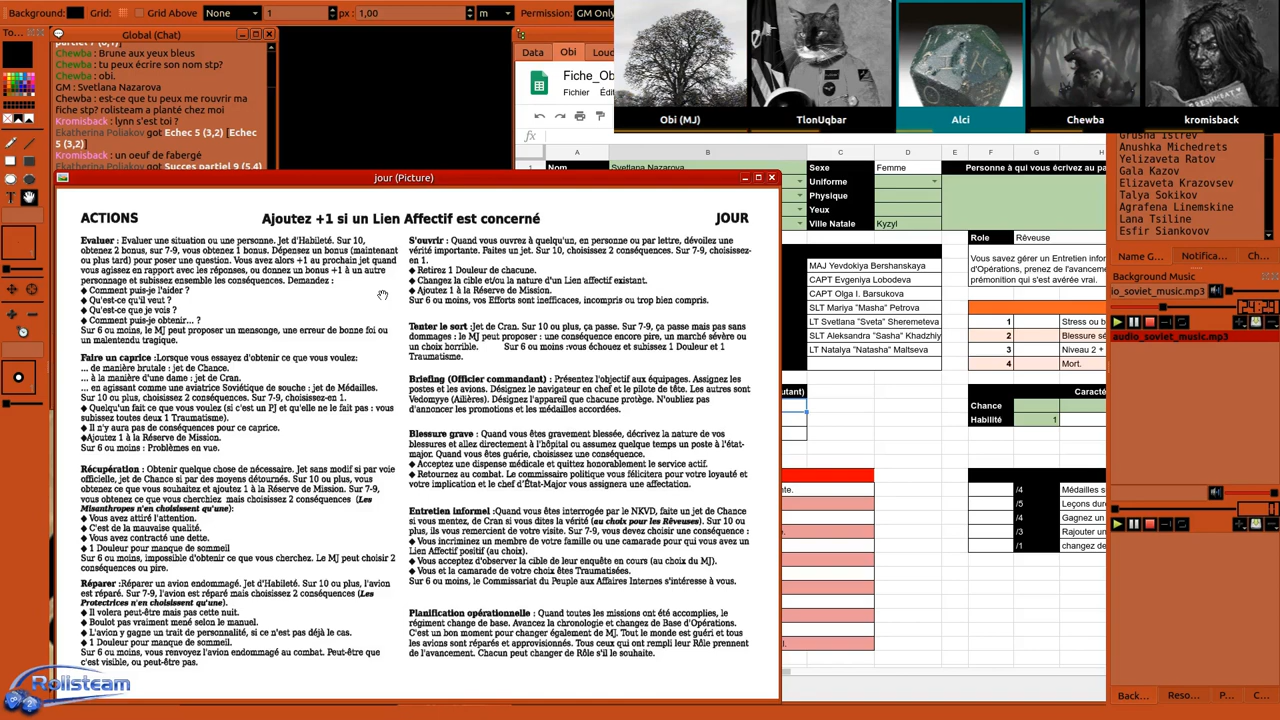 Background:
Grid:
Grid Above
None
1
px :
1,00
m
Permission:
GM Only
To...
Global (Chat)
Chewba : Brune aux yeux bleus
Chewba : tu peux écrire son nom stp?
Chewba : obi.
GM : Svetlana Nazarova
Chewba : est-ce que tu peux me rouvrir ma
fiche stp? rolisteam a planté chez moi
Kromisback : lynn s'est toi ?
Ekatherina Poliakov got Echec 5 (3,2) [Echec
5 (3,2)]
Kromisback : un oeuf de fabergé
Ekatherina Poliakov got Succes partiel 9 (5,4)
Data
Obi
Loud
Fiche_Ob
Fichier
Édit
fx
Obi (MJ)
TlonUqbar
Alci
Chewba
kromisback
A
B
C
D
E
F
G
H
1
Nom
Svetlana Nazarova
Sexe
Femme
Personne à qui vous écrivez au pa
Uniforme
Physique
Yeux
Ville Natale
Kyzyl
jour (Picture)
ACTIONS
Ajoutez +1 si un Lien Affectif est concerné
JOUR
Evaluer : Evaluer une situation ou une personne. Jet d'Habileté. Sur 10,
obtenez 2 bonus, sur 7-9, vous obtenez 1 bonus. Dépensez un bonus (maintenant
ou plus tard) pour poser une question. Vous avez alors +1 au prochain jet quand
vous agissez en rapport avec les réponses, ou donnez un bonus +1 à un autre
personnage et subissez ensemble les conséquences. Demandez :
◆ Comment puis-je l'aider ?
◆ Qu'est-ce qu'il veut ?
◆ Qu'est-ce que je vois ?
◆ Comment puis-je obtenir... ?
Sur 6 ou moins, le MJ peut proposer un mensonge, une erreur de bonne foi ou
un malentendu tragique.
Faire un caprice :Lorsque vous essayez d'obtenir ce que vous voulez:
... de manière brutale : jet de Chance.
... à la manière d'une dame : jet de Cran.
... en agissant comme une aviatrice Soviétique de souche : jet de Médailles.
Sur 10 ou plus, choisissez 2 conséquences. Sur 7-9, choisissez-en 1.
◆ Quelqu'un fait ce que vous voulez (si c'est un PJ et qu'elle ne le fait pas : vous
subissez toutes deux 1 Traumatisme).
◆ Il n'y aura pas de conséquences pour ce caprice.
◆Ajoutez 1 à la Réserve de Mission.
Sur 6 ou moins : Problèmes en vue.
Récupération : Obtenir quelque chose de nécessaire. Jet sans modif si par voie
officielle, jet de Chance si par des moyens détournés. Sur 10 ou plus, vous
obtenez ce que vous souhaitez et ajoutez 1 à la Réserve de Mission. Sur 7-9,
vous obtenez ce que vous cherchiez mais choisissez 2 conséquences (Les
Misanthropes n'en choisissent qu'une):
◆ Vous avez attiré l'attention.
◆ C'est de la mauvaise qualité.
◆ Vous avez contracté une dette.
◆ 1 Douleur pour manque de sommeil
Sur 6 ou moins, impossible d'obtenir ce que vous cherchez. Le MJ peut choisir 2
conséquences ou pire.
Réparer :Réparer un avion endommagé. Jet d'Habileté. Sur 10 ou plus, l'avion
est réparé. Sur 7-9, l'avion est réparé mais choisissez 2 conséquences (Les
Protectrices n'en choisissent qu'une).
◆ Il volera peut-être mais pas cette nuit.
◆ Boulot pas vraiment mené selon le manuel.
◆ L'avion y gagne un trait de personnalité, si ce n'est pas déjà le cas.
◆ 1 Douleur pour manque de sommeil.
Sur 6 ou moins, vous renvoyez l'avion endommagé au combat. Peut-être que
c'est visible, ou peut-être pas.
S'ouvrir : Quand vous ouvrez à quelqu'un, en personne ou par lettre, dévoilez une
vérité importante. Faites un jet. Sur 10, choisissez 2 conséquences. Sur 7-9, choisissez-
en 1.
◆ Retirez 1 Douleur de chacune.
◆ Changez la cible et/ou la nature d'un Lien affectif existant.
◆ Ajoutez 1 à la Réserve de Mission.
Sur 6 ou moins, vos Efforts sont inefficaces, incompris ou trop bien compris.
Tenter le sort :Jet de Cran. Sur 10 ou plus, ça passe. Sur 7-9, ça passe mais pas sans
dommages : le MJ peut proposer : une conséquence encore pire, un marché sévère ou
un choix horrible. Sur 6 ou moins :vous échouez et subissez 1 Douleur et 1
Traumatisme.
Briefing (Officier commandant) : Présentez l'objectif aux équipages. Assignez les
postes et les avions. Désignez le navigateur en chef et le pilote de tête. Les autres sont
Vedomyye (Ailières). Désignez l'appareil que chacune protège. N'oubliez pas
d'annoncer les promotions et les médailles accordées.
Blessure grave : Quand vous êtes gravement blessée, décrivez la nature de vos
blessures et allez directement à l'hôpital ou assumez quelque temps un poste à l'état-
major. Quand vous êtes guérie, choisissez une conséquence.
◆ Acceptez une dispense médicale et quittez honorablement le service actif.
◆ Retournez au combat. Le commissaire politique vous félicitera pour votre loyauté et
votre implication et le chef d'État-Major vous assignera une affectation.
Entretien informel :Quand vous êtes interrogée par le NKVD, faite un jet de Chance
si vous mentez, de Cran si vous dites la vérité (au choix pour les Rêveuses). Sur 10 ou
plus, ils vous remercient de votre visite. Sur 7-9, vous devez choisir une conséquence :
◆ Vous incriminez un membre de votre famille ou une camarade pour qui vous avez un
Lien Affectif positif (au choix).
◆ Vous acceptez d'observer la cible de leur enquête en cours (au choix du MJ).
◆ Vous et la camarade de votre choix êtes Traumatisées.
Sur 6 ou moins, le Commissariat du Peuple aux Affaires Internes s'intéresse à vous.
Planification opérationnelle : Quand toutes les missions ont été accomplies, le
régiment change de base. Avancez la chronologie et changez de Base d'Opérations.
C'est un bon moment pour changer également de MJ. Tout le monde est guéri et tous
les avions sont réparés et approvisionnés. Tous ceux qui ont rempli leur Rôle prennent
de l'avancement. Chacun peut changer de Rôle s'il le souhaite.
MAJ Yevdokiya Bershanskaya
CAPT Evgeniya Lobodeva
CAPT Olga I. Barsukova
SLT Mariya "Masha" Petrova
LT Svetlana "Sveta" Sheremeteva
SLT Aleksandra "Sasha" Khadzhiy
LT Natalya "Natasha" Maltseva
Role
Rêveuse
Vous savez gérer un Entretien infor
d'Opérations, prenez de l'avanceme
prémonition qui s'est avérée vrai.
1
Stress ou b
2
Blessure sé
3
Niveau 2 +
4
Mort.
utant)
Caracté
Chance
Habilité
1
nte.
/4
Médailles s
/5
Leçons dur
/4
Gagnez un
/3
Rajouter un
/1
changez de
Grusha Istrev
Anushka Michedrets
Yelizaveta Ratov
Gala Kazov
Elizaveta Krazovsev
Talya Sokikov
Agrafena Linemskine
Lana Tsiline
Esfir Siankov
Name G...
Notifica...
Ch...
Background Music
io_soviet_music.mp3
audio_soviet_music.mp3
Back...
Reso...
P...
C...
Rolisteam